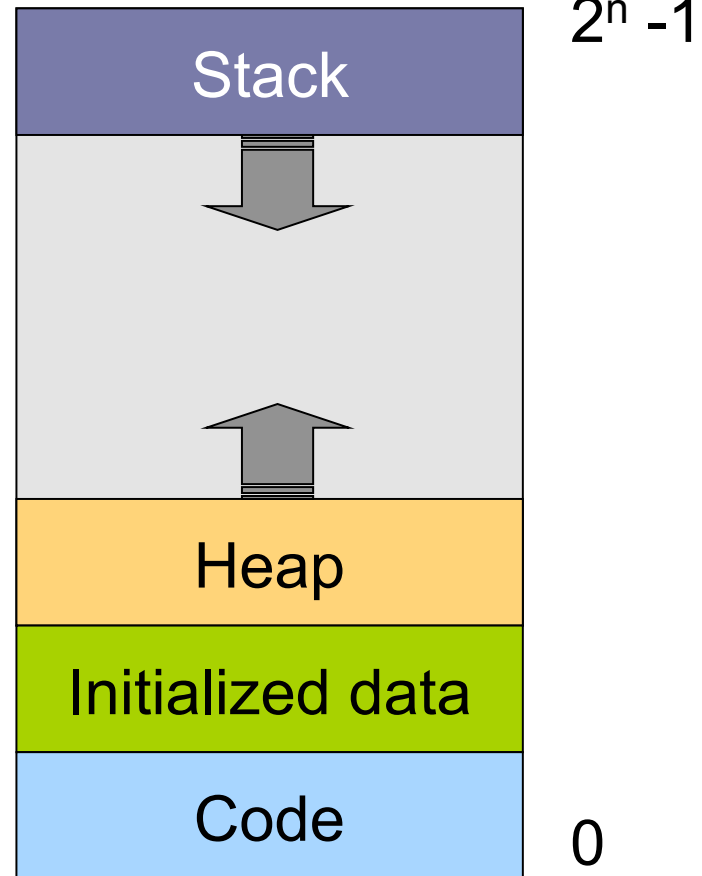 2ⁿ -1
Stack
Heap
Initialized data
Code
0